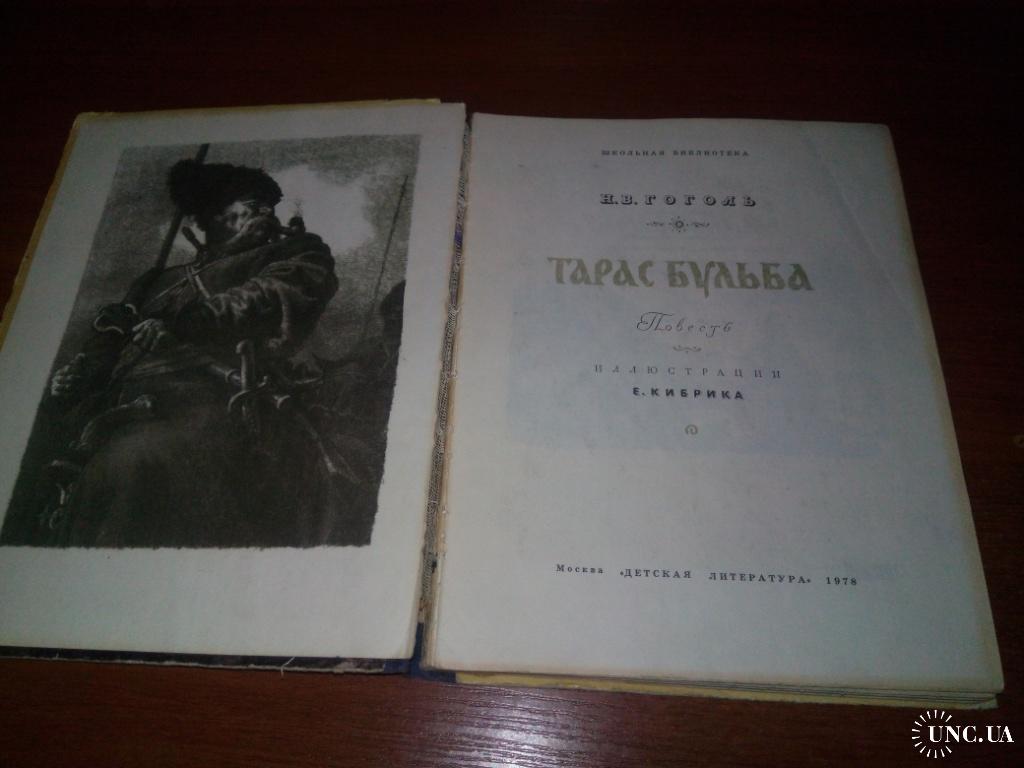 ШКОЛЬНАЯ БИБЛИОТЕКА
Н.В.ГОГОЛЬ
ТАРАС БУЛЬБА
Повесть
ИЛЛЮСТРАЦИИ
Е. КИБРИКА
Москва «ДЕТСКАЯ ЛИТЕРАТУРА» 1978
UNC.UA